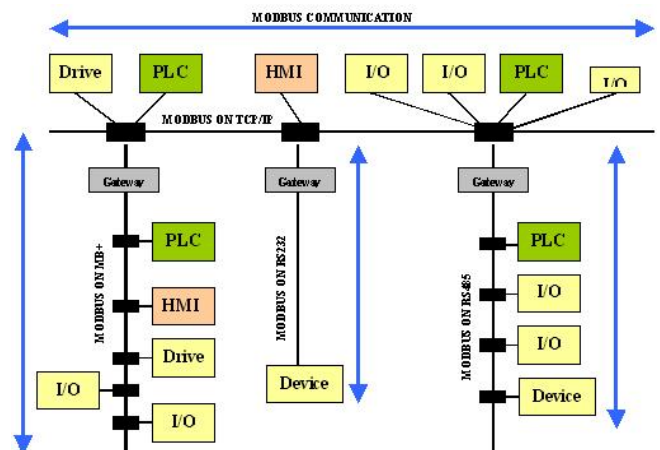 MODBUS COMMUNICATION
Drive
PLC
HMI
I/O
I/O
PLC
I/O
MODBUS ON TCP/IP
Gateway
Gateway
Gateway
MODBUS ON MB+
PLC
HMI
Drive
I/O
I/O
MODBUS ON RS232
Device
MODBUS ON RS485
PLC
I/O
I/O
Device